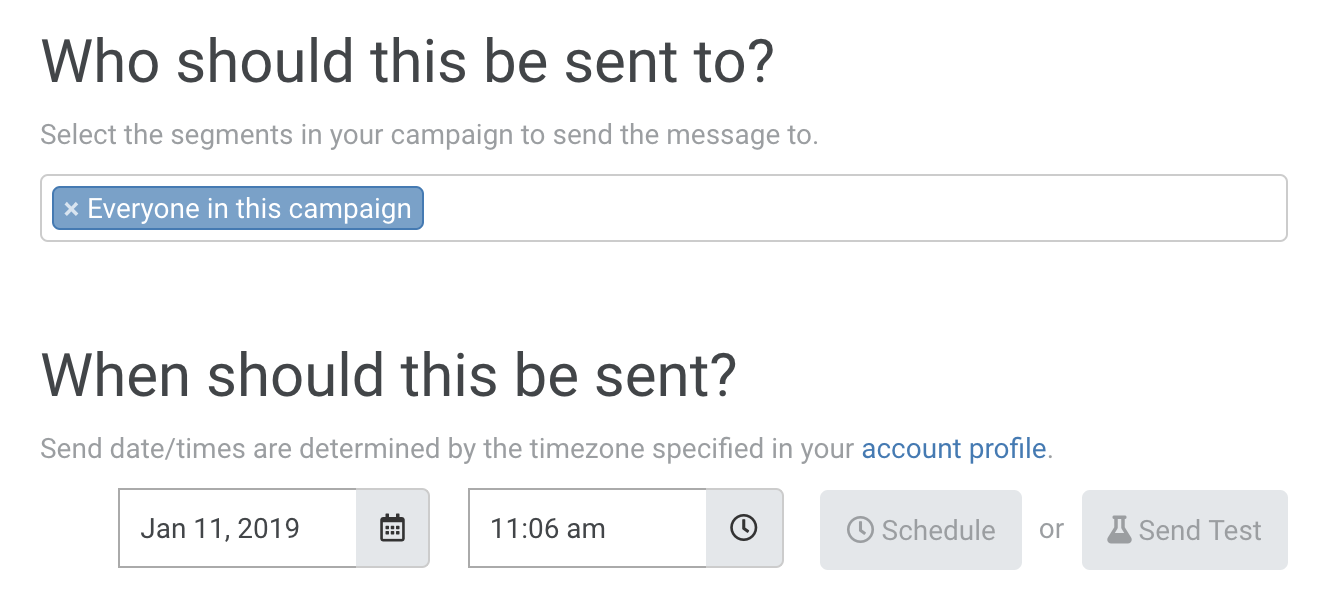 Who should this be sent to?
Select the segments in your campaign to send the message to.
× Everyone in this campaign
When should this be sent?
Send date/times are determined by the timezone specified in your account profile.
Jan 11, 2019 11:06 am Schedule or Send Test